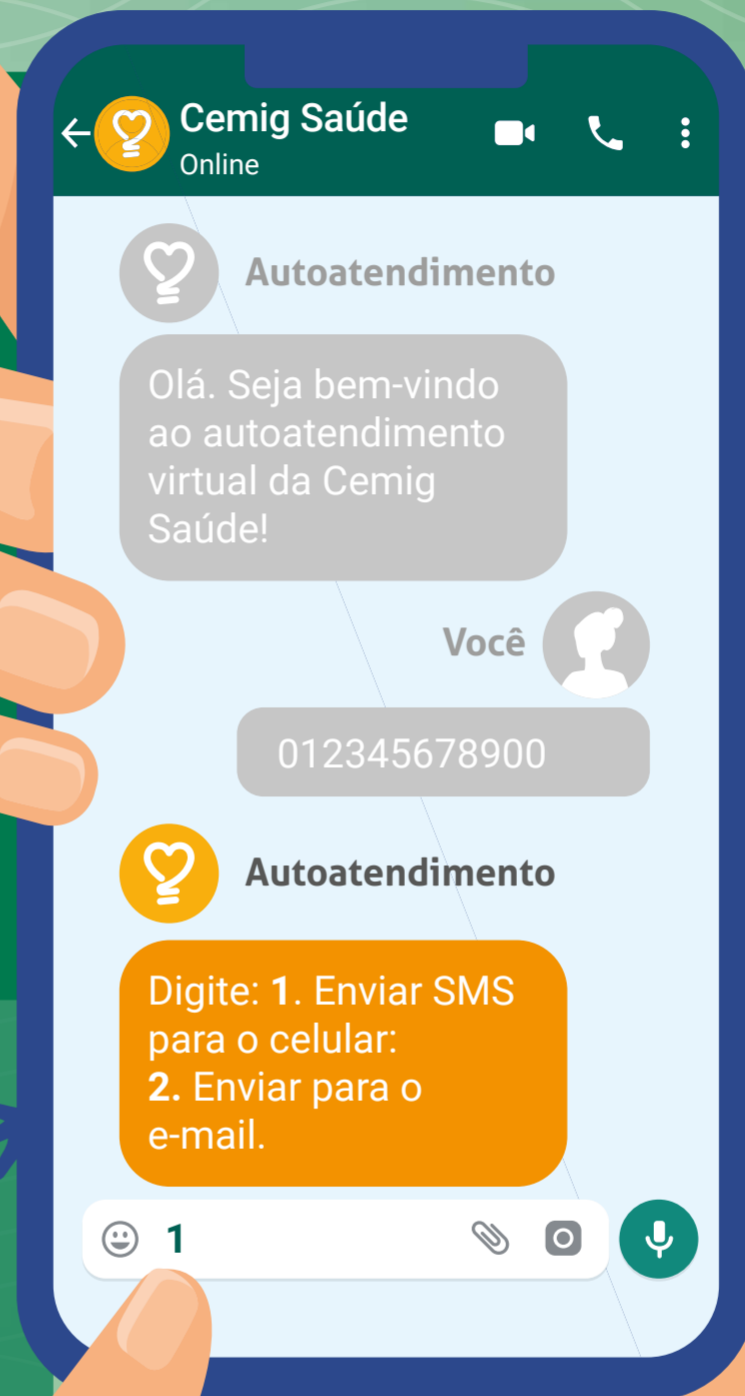 Cemig Saúde
Online
Autoatendimento
Olá. Seja bem-vindo
ao autoatendimento
virtual da Cemig
Saúde!
Você
012345678900
Autoatendimento
Digite: 1. Enviar SMS
para o celular:
2. Enviar para o
e-mail.
1